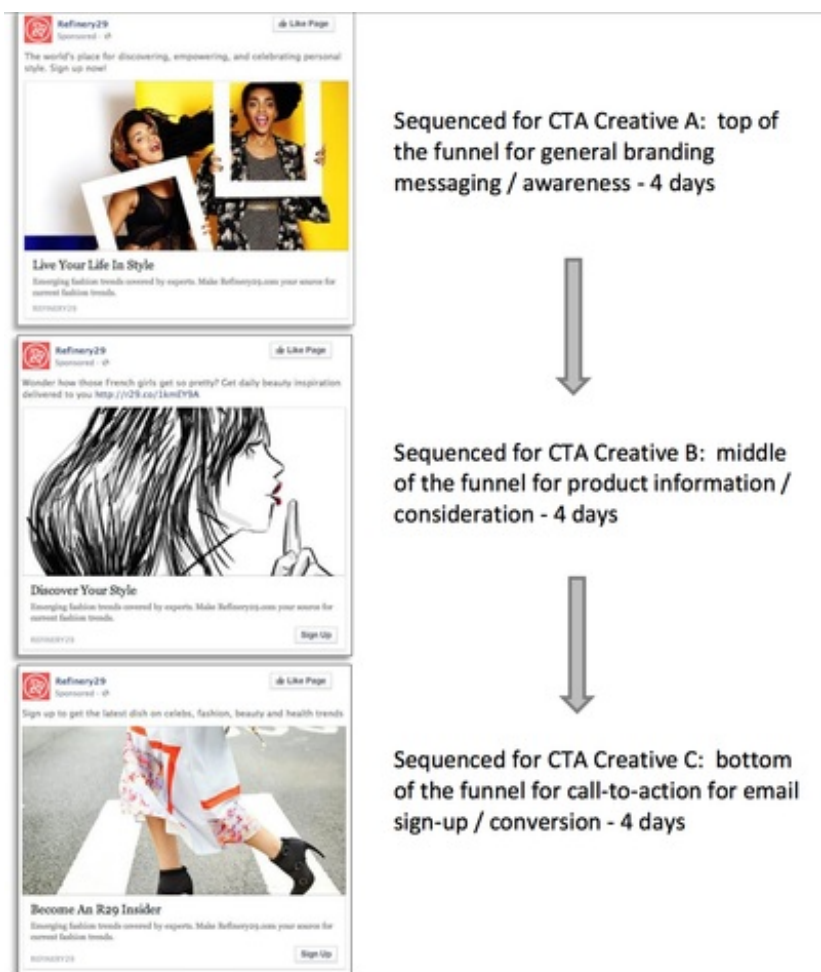 Refinery29
Like Page
Sponsored ·
The world's place for discovering, empowering, and celebrating personal
style. Sign up now!
Live Your Life In Style
Emerging fashion trends covered by experts. Make Refinery29.com your source for
current fashion trends.
REFINERY29
Sequenced for CTA Creative A:  top of
the funnel for general branding
messaging / awareness - 4 days
Refinery29
Like Page
Sponsored ·
Wonder how those French girls get so pretty? Get daily beauty inspiration
delivered to you http://r29.co/1kmEY9A
Discover Your Style
Emerging fashion trends covered by experts. Make Refinery29.com your source for
current fashion trends.
REFINERY29
Sign Up
Sequenced for CTA Creative B:  middle
of the funnel for product information /
consideration - 4 days
Refinery29
Like Page
Sponsored ·
Sign up to get the latest dish on celebs, fashion, beauty and health trends
Become An R29 Insider
Emerging fashion trends covered by experts. Make Refinery29.com your source for
current fashion trends.
REFINERY29
Sign Up
Sequenced for CTA Creative C:  bottom
of the funnel for call-to-action for email
sign-up / conversion - 4 days